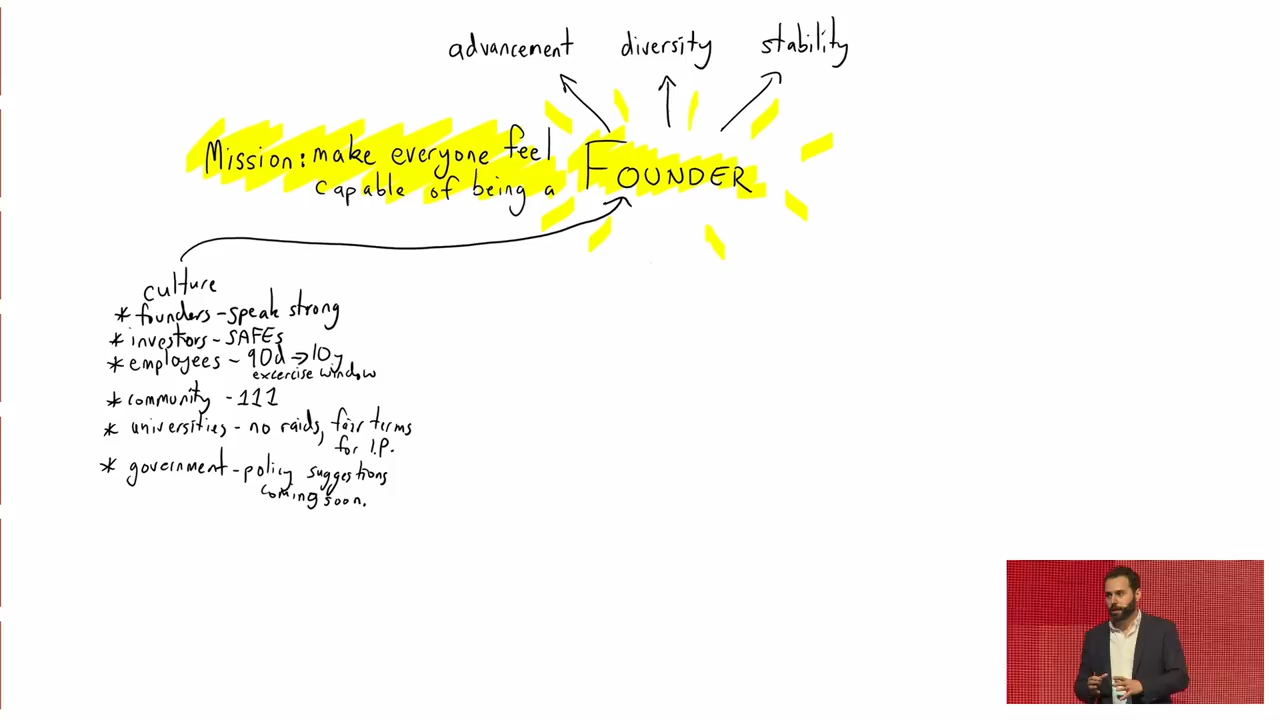 advancement diversity stability
Mission: make everyone feel
capable of being a FOUNDER
culture
* founders - speak strong
* investors - SAFEs
* employees - 90d ⇒ 10y
excercise window
* community - 111
* universities - no raids, fair terms
for I.P.
* government - policy suggestions
coming soon.